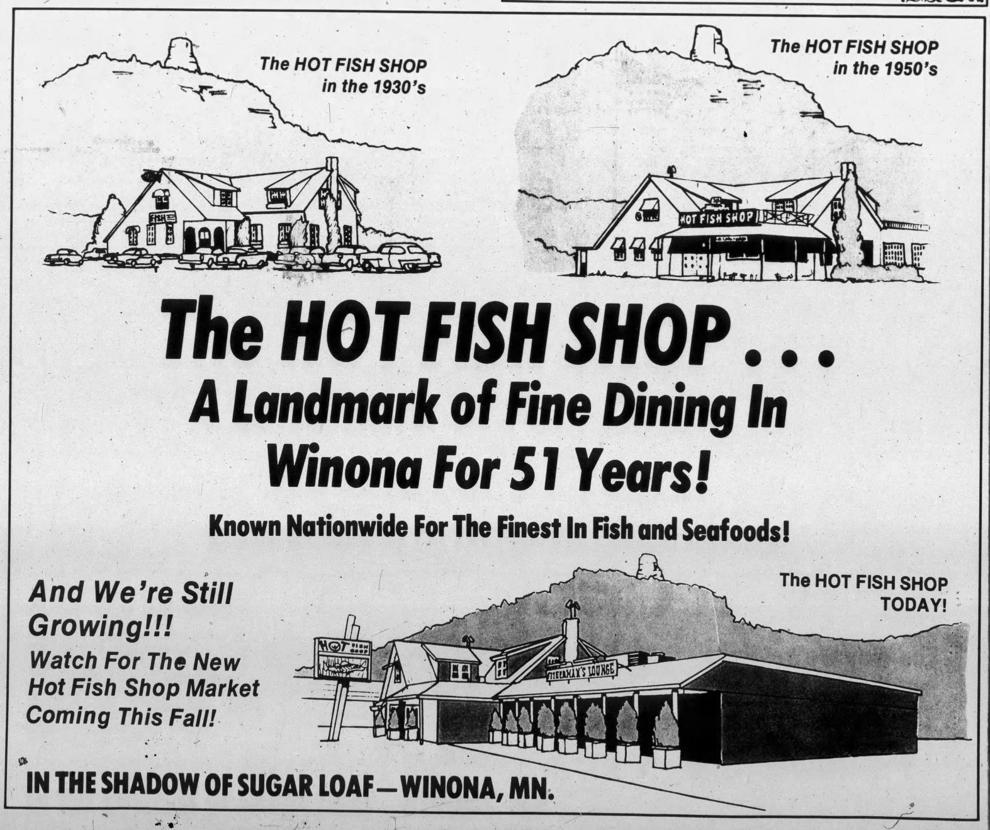 The HOT FISH SHOP
in the 1930's
The HOT FISH SHOP
in the 1950's
FISH
HOT FISH SHOP
The HOT FISH SHOP . . .
A Landmark of Fine Dining In
Winona For 51 Years!
Known Nationwide For The Finest In Fish and Seafoods!
And We're Still
Growing!!!
Watch For The New
Hot Fish Shop Market
Coming This Fall!
The HOT FISH SHOP
TODAY!
HOT FISH
SHOP
LOUNGE
IN THE SHADOW OF SUGAR LOAF—WINONA, MN.